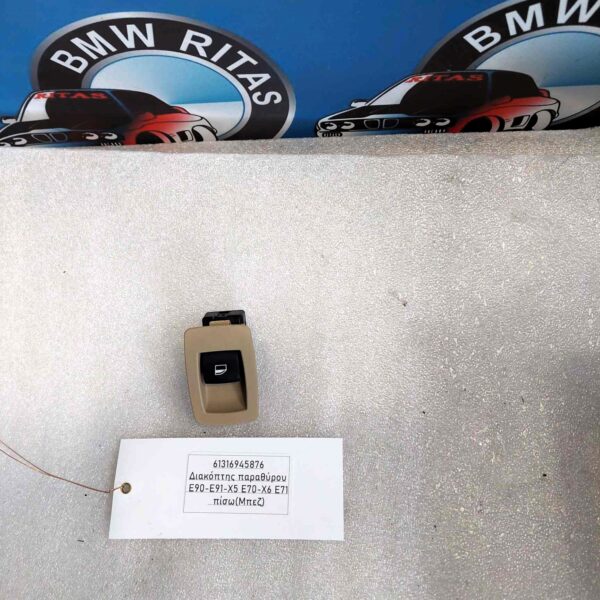 BMW RITAS
BMW
RITAS
RITAS
61316945876
Διακόπτης παραθύρου
E90-E91-X5 E70-X6 E71
πίσω(Μπεζ)